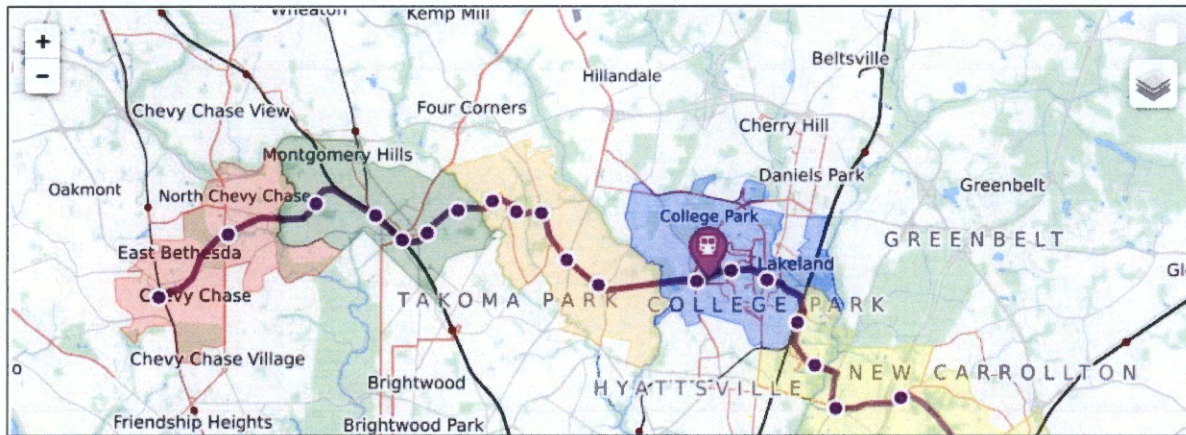 Wheaton
Kemp Mill
+
−
Hillandale
Beltsville
Chevy Chase View
Four Corners
Cherry Hill
Montgomery Hills
Daniels Park
Oakmont
North Chevy Chase
Greenbelt
College Park
GREENBELT
East Bethesda
Lakeland
Chevy Chase
TAKOMA PARK
COLLEGE PARK
Chevy Chase Village
HYATTSVILLE
NEW CARROLLTON
Brightwood
Friendship Heights
Brightwood Park